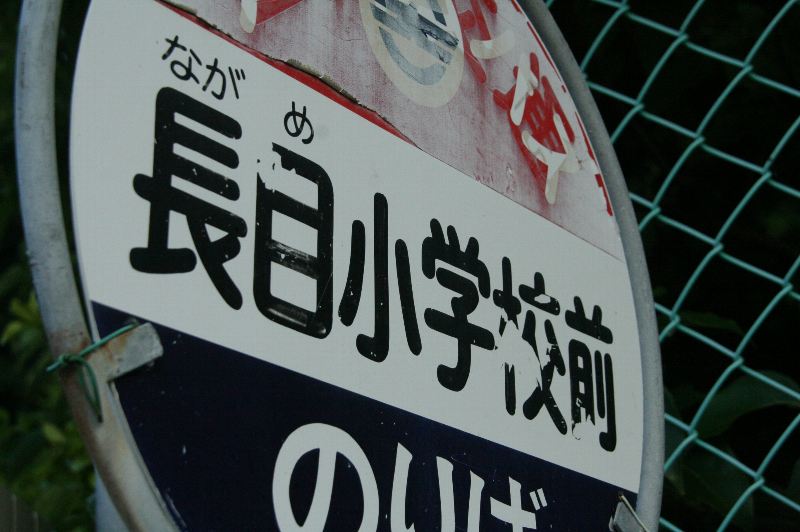 なが め
長目小学校前
のりば